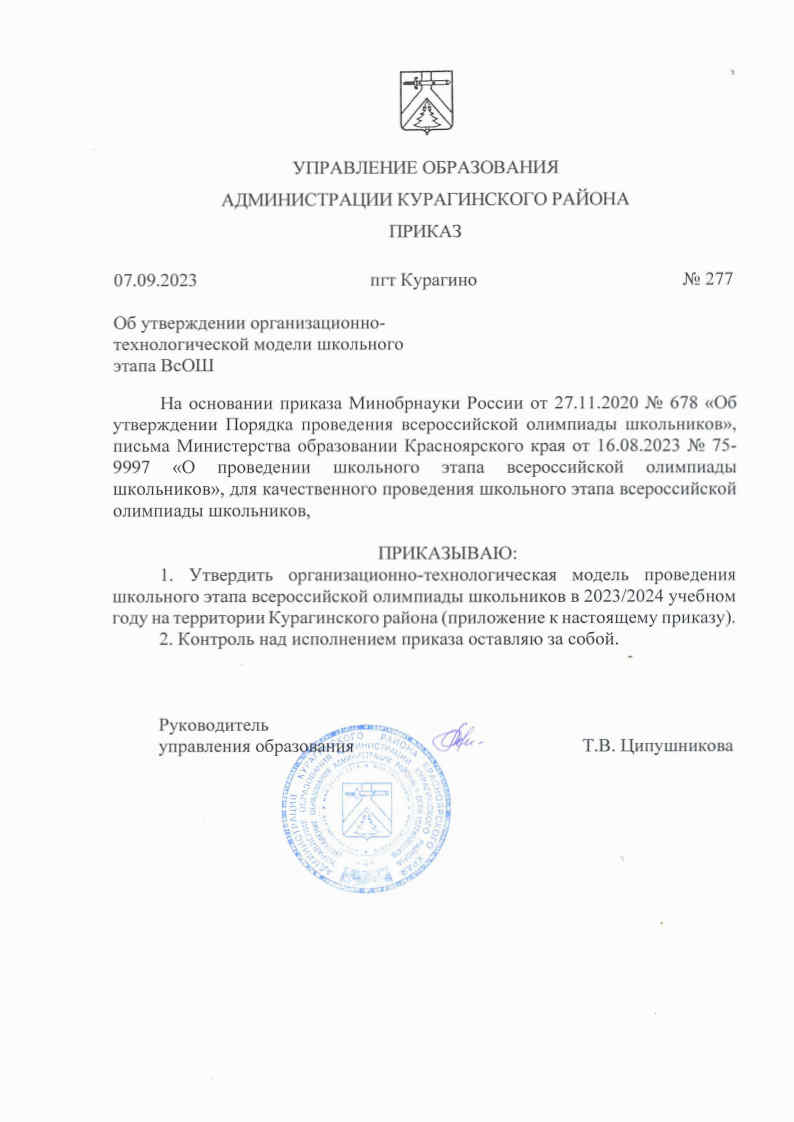 УПРАВЛЕНИЕ ОБРАЗОВАНИЯ
АДМИНИСТРАЦИИ КУРАГИНСКОГО РАЙОНА
ПРИКАЗ
07.09.2023 пгт Курагино № 277
Об утверждении организационно-
технологической модели школьного
этапа ВсОШ
На основании приказа Минобрнауки России от 27.11.2020 № 678 «Об
утверждении Порядка проведения всероссийской олимпиады школьников»,
письма Министерства образовании Красноярского края от 16.08.2023 № 75-
9997 «О проведении школьного этапа всероссийской олимпиады
школьников», для качественного проведения школьного этапа всероссийской
олимпиады школьников,
ПРИКАЗЫВАЮ:
1. Утвердить организационно-технологическая модель проведения
школьного этапа всероссийской олимпиады школьников в 2023/2024 учебном
году на территории Курагинского района (приложение к настоящему приказу).
2. Контроль над исполнением приказа оставляю за собой.
Руководитель
управления образования Т.В. Ципушникова
АДМИНИСТРАЦИИ КУРАГИНСКОГО РАЙОНА КРАСНОЯРСКОГО КРАЯ